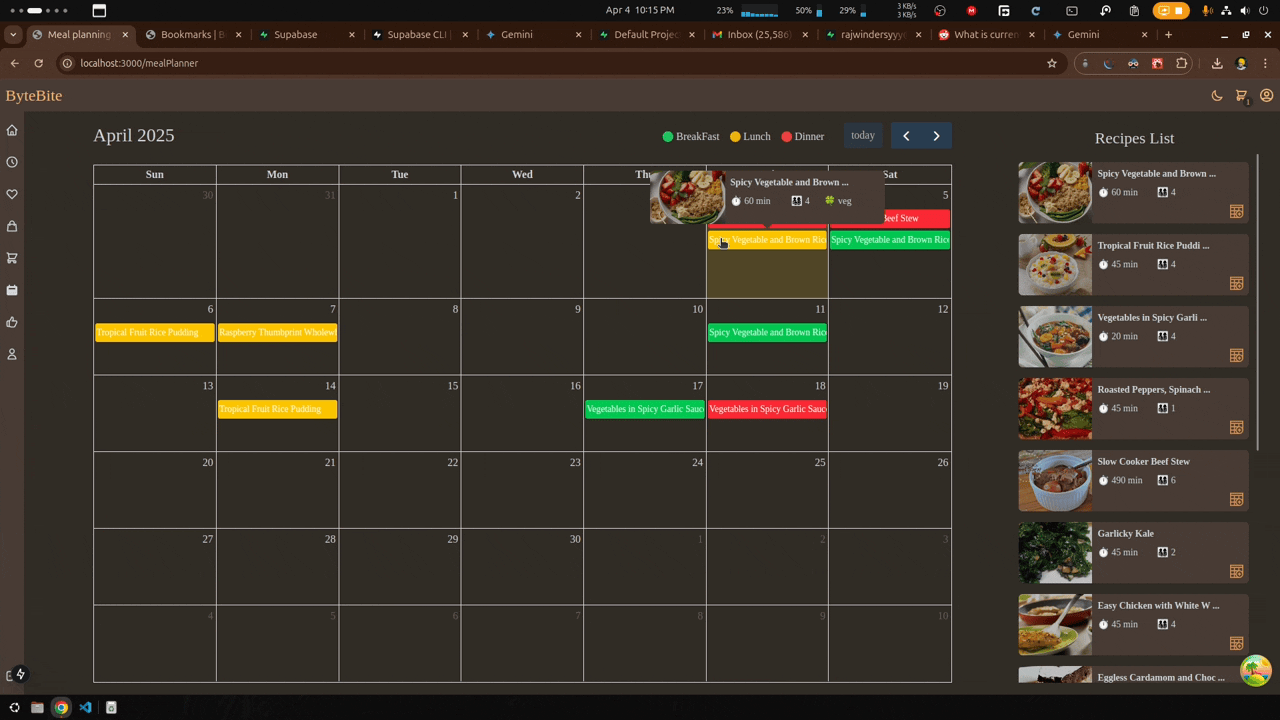 Apr 4 10:15 PM
23%
50%
29%
3 KB/s
3 KB/s
Meal planning
Bookmarks | B
Supabase
Supabase CLI |
Gemini
Default Projec
Inbox (25,586)
rajwindersyyy
What is curren
Gemini
localhost:3000/mealPlanner
ByteBite
1
April 2025
BreakFast
Lunch
Dinner
today
Recipes List
Sun
Mon
Tue
Wed
Thu
Sat
Spicy Vegetable and Brown ...
60 min
4
veg
30
31
1
2
5
Beef Stew
Spicy Vegetable and Brown Rice
Spicy Vegetable and Brown Rice
6
7
8
9
10
11
12
Tropical Fruit Rice Pudding
Raspberry Thumbprint Wholewh
Spicy Vegetable and Brown Rice
13
14
15
16
17
18
19
Tropical Fruit Rice Pudding
Vegetables in Spicy Garlic Sauc
Vegetables in Spicy Garlic Sauc
20
21
22
23
24
25
26
27
28
29
30
1
2
3
4
5
6
7
8
9
10
Spicy Vegetable and Brown ...
60 min
4
Tropical Fruit Rice Puddi ...
45 min
4
Vegetables in Spicy Garli ...
20 min
4
Roasted Peppers, Spinach ...
45 min
1
Slow Cooker Beef Stew
490 min
6
Garlicky Kale
45 min
2
Easy Chicken with White W ...
45 min
4
Eggless Cardamom and Choc ...